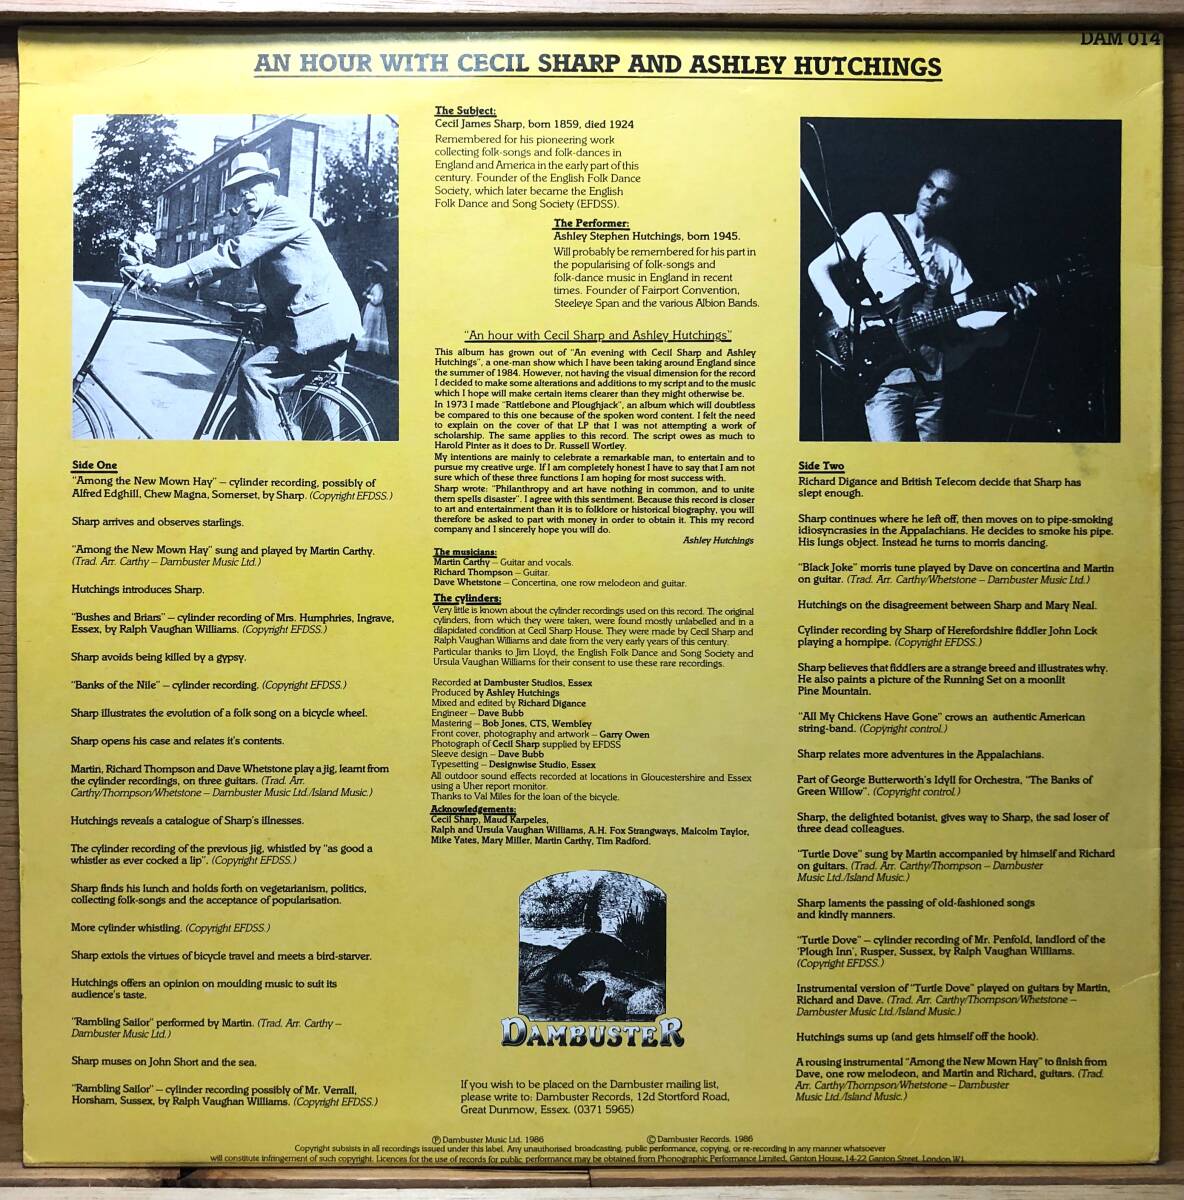 DAM 014
AN HOUR WITH CECIL SHARP AND ASHLEY HUTCHINGS
The Subject:
Cecil James Sharp, born 1859, died 1924
Remembered for his pioneering work
collecting folk-songs and folk-dances in
England and America in the early part of this
century. Founder of the English Folk Dance
Society, which later became the English
Folk Dance and Song Society (EFDSS).
The Performer:
Ashley Stephen Hutchings, born 1945.
Will probably be remembered for his part in
the popularising of folk-songs and
folk-dance music in England in recent
times. Founder of Fairport Convention,
Steeleye Span and the various Albion Bands.
"An hour with Cecil Sharp and Ashley Hutchings"
This album has grown out of "An evening with Cecil Sharp and Ashley
Hutchings", a one-man show which I have been taking around England since
the summer of 1984. However, not having the visual dimension for the record
I decided to make some alterations and additions to my script and to the music
which I hope will make certain items clearer than they might otherwise be.
In 1973 I made "Rattlebone and Ploughjack", an album which will doubtless
be compared to this one because of the spoken word content. I felt the need
to explain on the cover of that LP that I was not attempting a work of
scholarship. The same applies to this record. The script owes as much to
Harold Pinter as it does to Dr. Russell Wortley.
My intentions are mainly to celebrate a remarkable man, to entertain and to
pursue my creative urge. If I am completely honest I have to say that I am not
sure which of these three functions I am hoping for most success with.
Sharp wrote: "Philanthropy and art have nothing in common, and to unite
them spells disaster". I agree with this sentiment. Because this record is closer
to art and entertainment than it is to folklore or historical biography, you will
therefore be asked to part with money in order to obtain it. This my record
company and I sincerely hope you will do.
Ashley Hutchings
The musicians:
Martin Carthy – Guitar and vocals.
Richard Thompson – Guitar.
Dave Whetstone – Concertina, one row melodeon and guitar.
The cylinders:
Very little is known about the cylinder recordings used on this record. The original
cylinders, from which they were taken, were found mostly unlabelled and in a
dilapidated condition at Cecil Sharp House. They were made by Cecil Sharp and
Ralph Vaughan Williams and date from the very early years of this century.
Particular thanks to Jim Lloyd, the English Folk Dance and Song Society and
Ursula Vaughan Williams for their consent to use these rare recordings.
Recorded at Dambuster Studios, Essex
Produced by Ashley Hutchings
Mixed and edited by Richard Digance
Engineer – Dave Bubb
Mastering – Bob Jones, CTS, Wembley
Front cover, photography and artwork – Garry Owen
Photograph of Cecil Sharp supplied by EFDSS
Sleeve design – Dave Bubb
Typesetting – Designwise Studio, Essex
All outdoor sound effects recorded at locations in Gloucestershire and Essex
using a Uher report monitor.
Thanks to Val Miles for the loan of the bicycle.
Acknowledgements:
Cecil Sharp, Maud Karpeles,
Ralph and Ursula Vaughan Williams, A.H. Fox Strangways, Malcolm Taylor,
Mike Yates, Mary Miller, Martin Carthy, Tim Radford.
DAMBUSTER
If you wish to be placed on the Dambuster mailing list,
please write to: Dambuster Records, 12d Stortford Road,
Great Dunmow, Essex. (0371 5965)
Side One
"Among the New Mown Hay" – cylinder recording, possibly of
Alfred Edghill, Chew Magna, Somerset, by Sharp. (Copyright EFDSS.)
Sharp arrives and observes starlings.
"Among the New Mown Hay" sung and played by Martin Carthy.
(Trad. Arr. Carthy – Dambuster Music Ltd.)
Hutchings introduces Sharp.
"Bushes and Briars" – cylinder recording of Mrs. Humphries, Ingrave,
Essex, by Ralph Vaughan Williams. (Copyright EFDSS.)
Sharp avoids being killed by a gypsy.
"Banks of the Nile" – cylinder recording. (Copyright EFDSS.)
Sharp illustrates the evolution of a folk song on a bicycle wheel.
Sharp opens his case and relates it's contents.
Martin, Richard Thompson and Dave Whetstone play a jig, learnt from
the cylinder recordings, on three guitars. (Trad. Arr.
Carthy/Thompson/Whetstone – Dambuster Music Ltd./Island Music.)
Hutchings reveals a catalogue of Sharp's illnesses.
The cylinder recording of the previous jig, whistled by "as good a
whistler as ever cocked a lip". (Copyright EFDSS.)
Sharp finds his lunch and holds forth on vegetarianism, politics,
collecting folk-songs and the acceptance of popularisation.
More cylinder whistling. (Copyright EFDSS.)
Sharp extols the virtues of bicycle travel and meets a bird-starver.
Hutchings offers an opinion on moulding music to suit its
audience's taste.
"Rambling Sailor" performed by Martin. (Trad. Arr. Carthy –
Dambuster Music Ltd.)
Sharp muses on John Short and the sea.
"Rambling Sailor" – cylinder recording possibly of Mr. Verrall,
Horsham, Sussex, by Ralph Vaughan Williams. (Copyright EFDSS.)
Side Two
Richard Digance and British Telecom decide that Sharp has
slept enough.
Sharp continues where he left off, then moves on to pipe-smoking
idiosyncrasies in the Appalachians. He decides to smoke his pipe.
His lungs object. Instead he turns to morris dancing.
"Black Joke" morris tune played by Dave on concertina and Martin
on guitar. (Trad. Arr. Carthy/Whetstone – Dambuster Music Ltd.)
Hutchings on the disagreement between Sharp and Mary Neal.
Cylinder recording by Sharp of Herefordshire fiddler John Lock
playing a hornpipe. (Copyright EFDSS.)
Sharp believes that fiddlers are a strange breed and illustrates why.
He also paints a picture of the Running Set on a moonlit
Pine Mountain.
"All My Chickens Have Gone" crows an authentic American
string-band. (Copyright control.)
Sharp relates more adventures in the Appalachians.
Part of George Butterworth's Idyll for Orchestra, "The Banks of
Green Willow". (Copyright control.)
Sharp, the delighted botanist, gives way to Sharp, the sad loser of
three dead colleagues.
"Turtle Dove" sung by Martin accompanied by himself and Richard
on guitars. (Trad. Arr. Carthy/Thompson – Dambuster
Music Ltd./Island Music.)
Sharp laments the passing of old-fashioned songs
and kindly manners.
"Turtle Dove" – cylinder recording of Mr. Penfold, landlord of the
'Plough Inn', Rusper, Sussex, by Ralph Vaughan Williams.
(Copyright EFDSS.)
Instrumental version of "Turtle Dove" played on guitars by Martin,
Richard and Dave. (Trad. Arr. Carthy/Thompson/Whetstone –
Dambuster Music Ltd./Island Music.)
Hutchings sums up (and gets himself off the hook).
A rousing instrumental "Among the New Mown Hay" to finish from
Dave, one row melodeon, and Martin and Richard, guitars. (Trad.
Arr. Carthy/Thompson/Whetstone – Dambuster
Music Ltd./Island Music.)
Ⓟ Dambuster Music Ltd. 1986 © Dambuster Records. 1986
Copyright subsists in all recordings issued under this label. Any unauthorised broadcasting, public performance, copying, or re-recording in any manner whatsoever
will constitute infringement of such copyright. Licences for the use of records for public performance may be obtained from Phonographic Performance Limited, Ganton House, 14-22 Ganton Street, London W1.